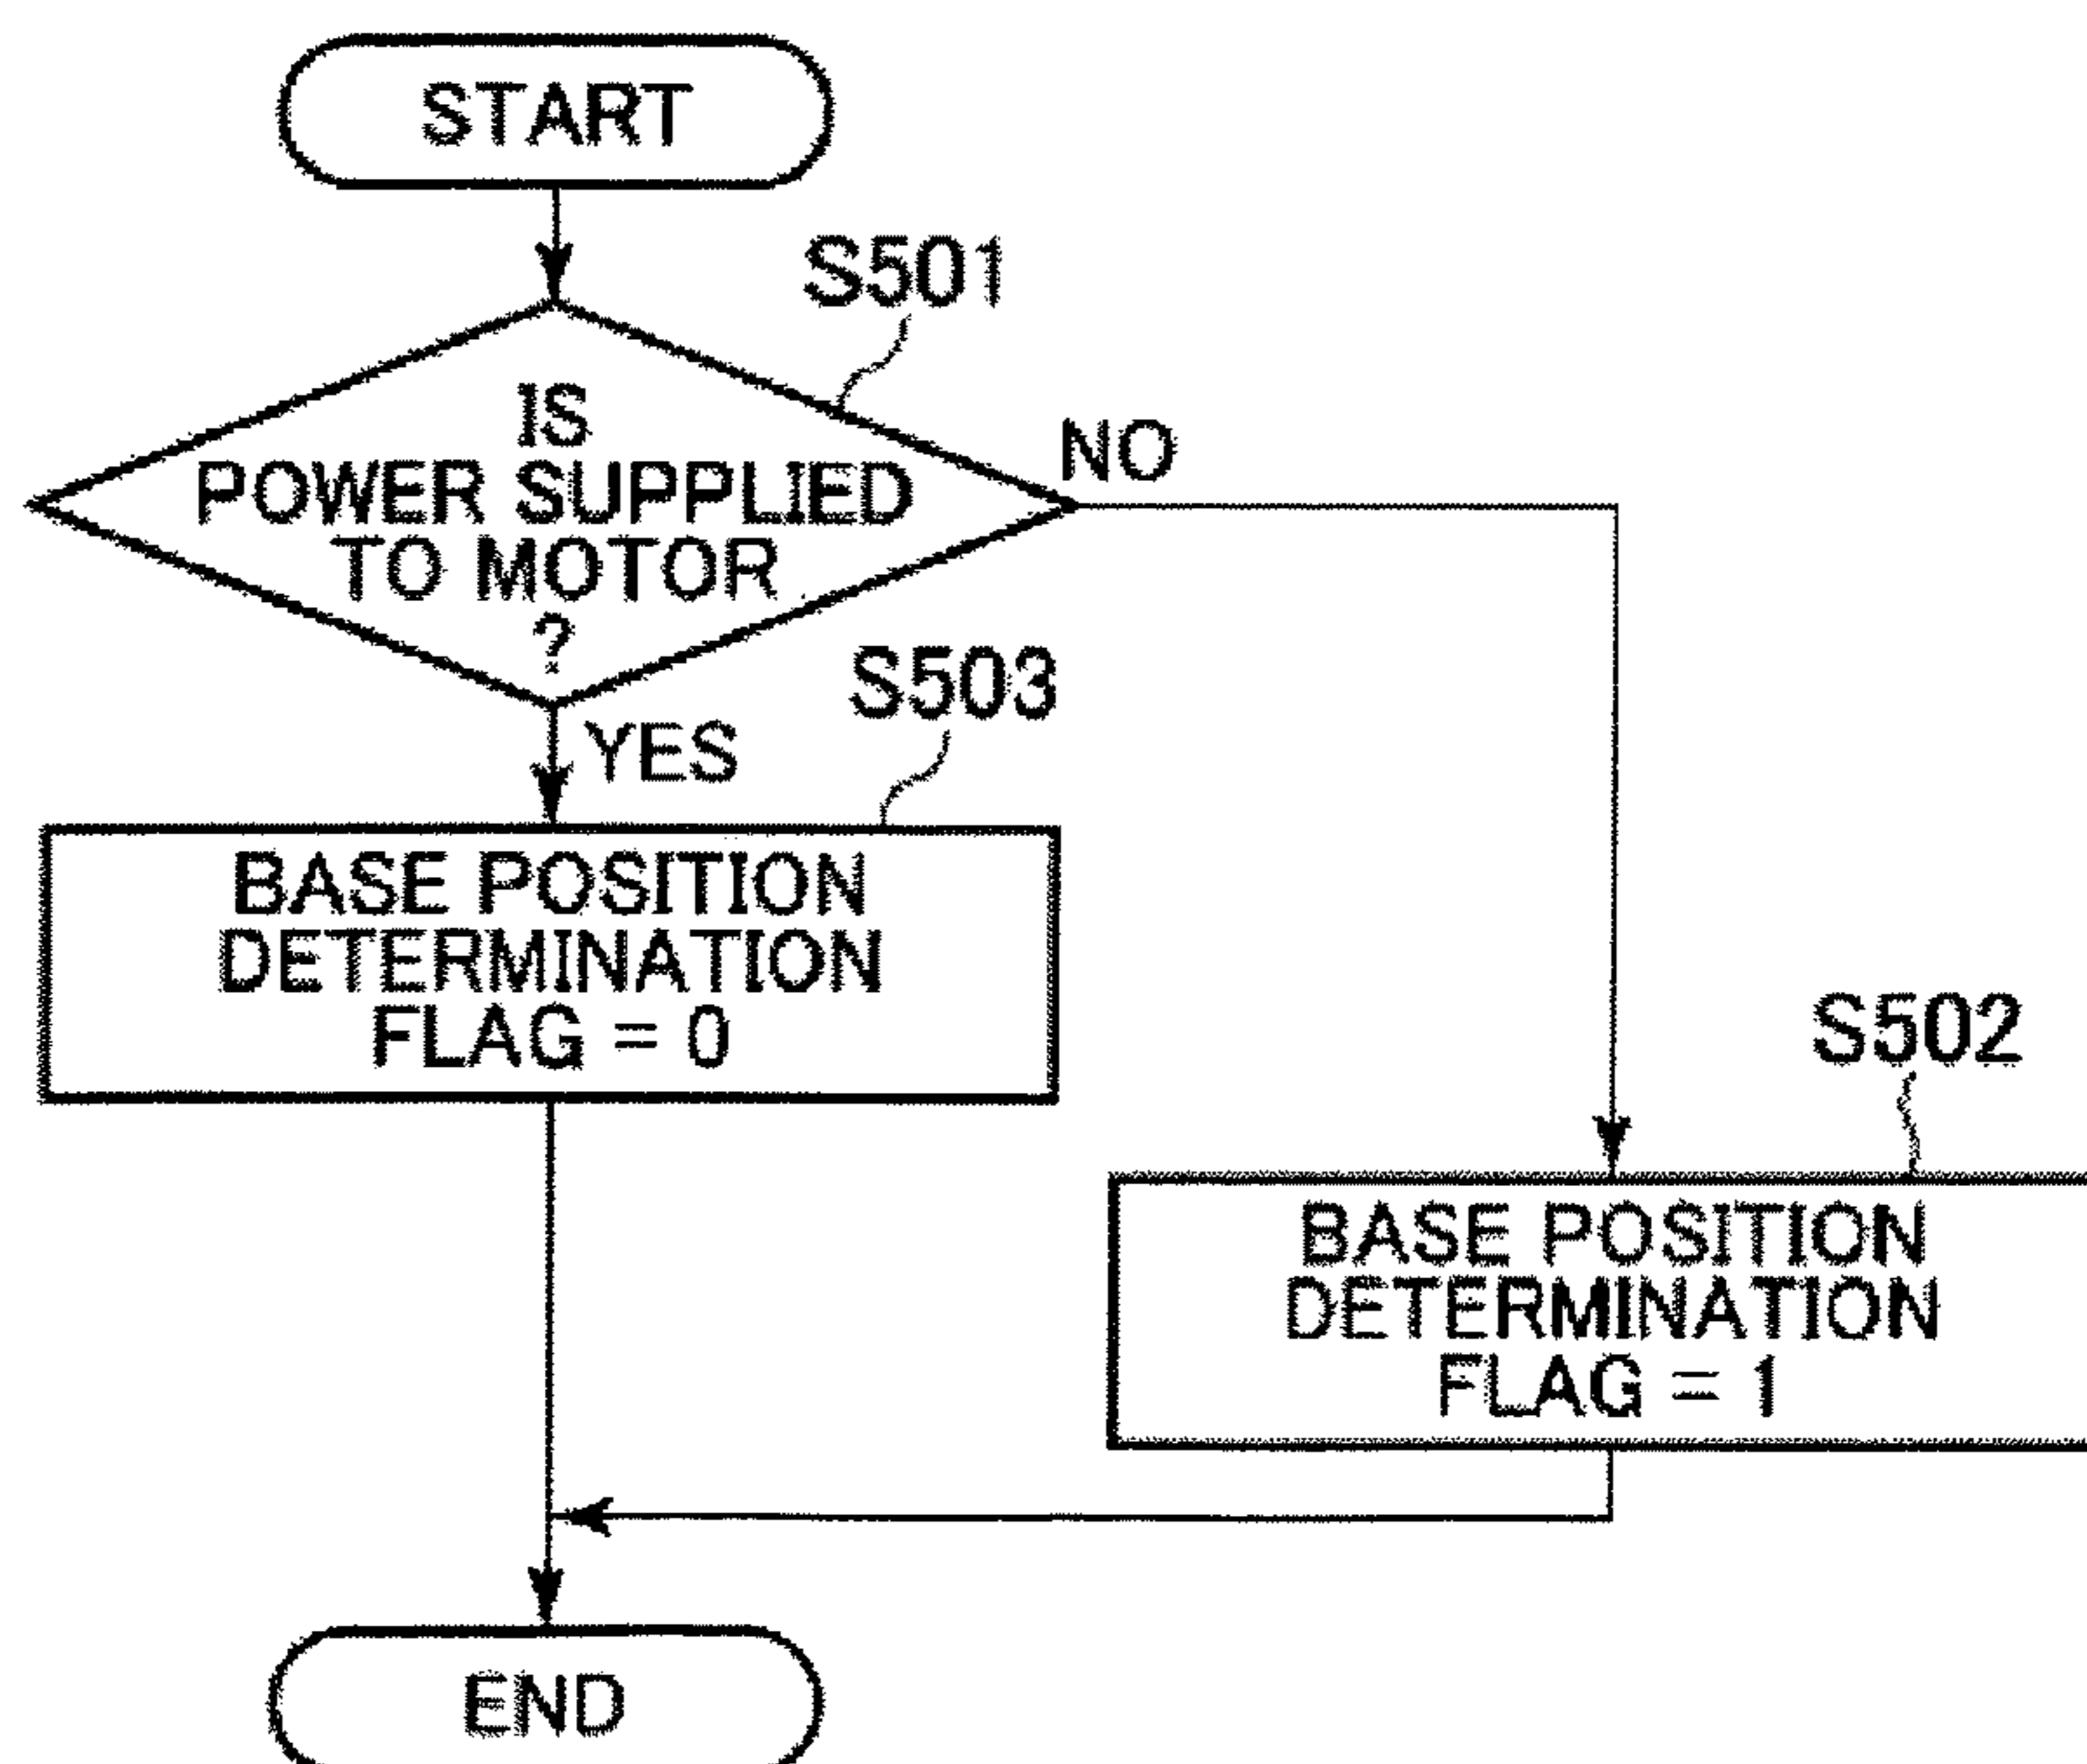 START
S501
IS
POWER SUPPLIED
TO MOTOR
?
NO
YES
S503
BASE POSITION
DETERMINATION
FLAG = 0
S502
BASE POSITION
DETERMINATION
FLAG = 1
END